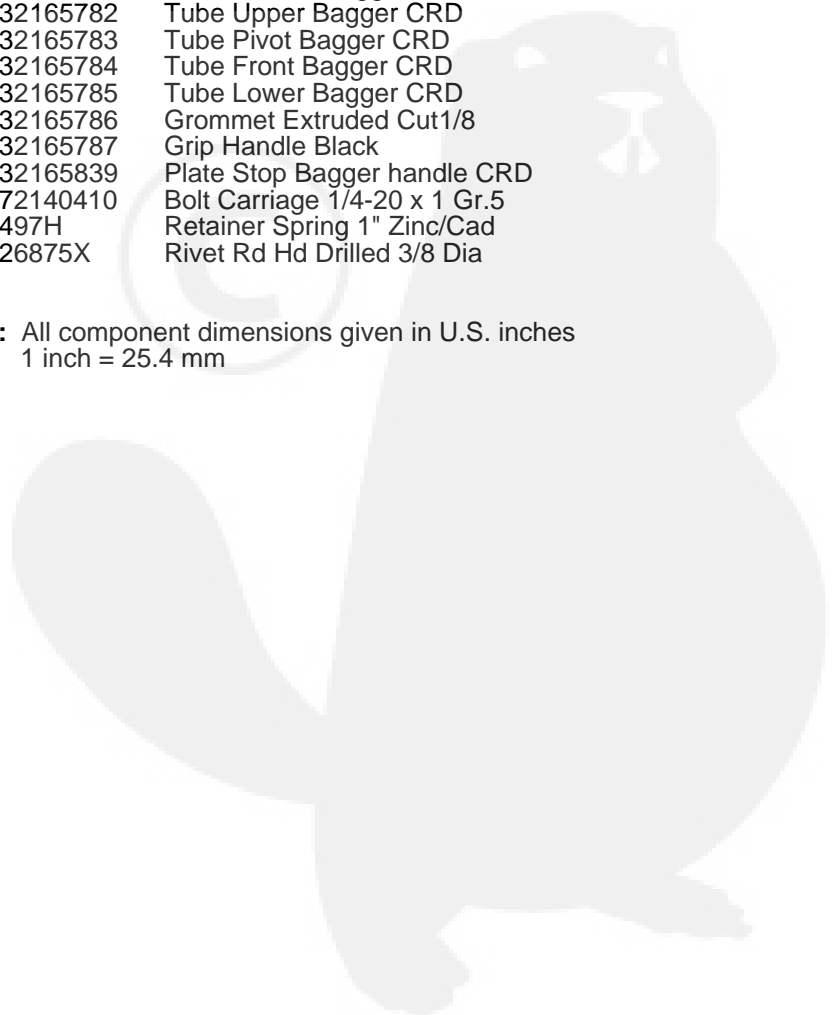 32165782 Tube Upper Bagger CRD
32165783 Tube Pivot Bagger CRD
32165784 Tube Front Bagger CRD
32165785 Tube Lower Bagger CRD
32165786 Grommet Extruded Cut1/8
32165787 Grip Handle Black
32165839 Plate Stop Bagger handle CRD
72140410 Bolt Carriage 1/4-20 x 1 Gr.5
497H Retainer Spring 1" Zinc/Cad
26875X Rivet Rd Hd Drilled 3/8 Dia
: All component dimensions given in U.S. inches
1 inch = 25.4 mm